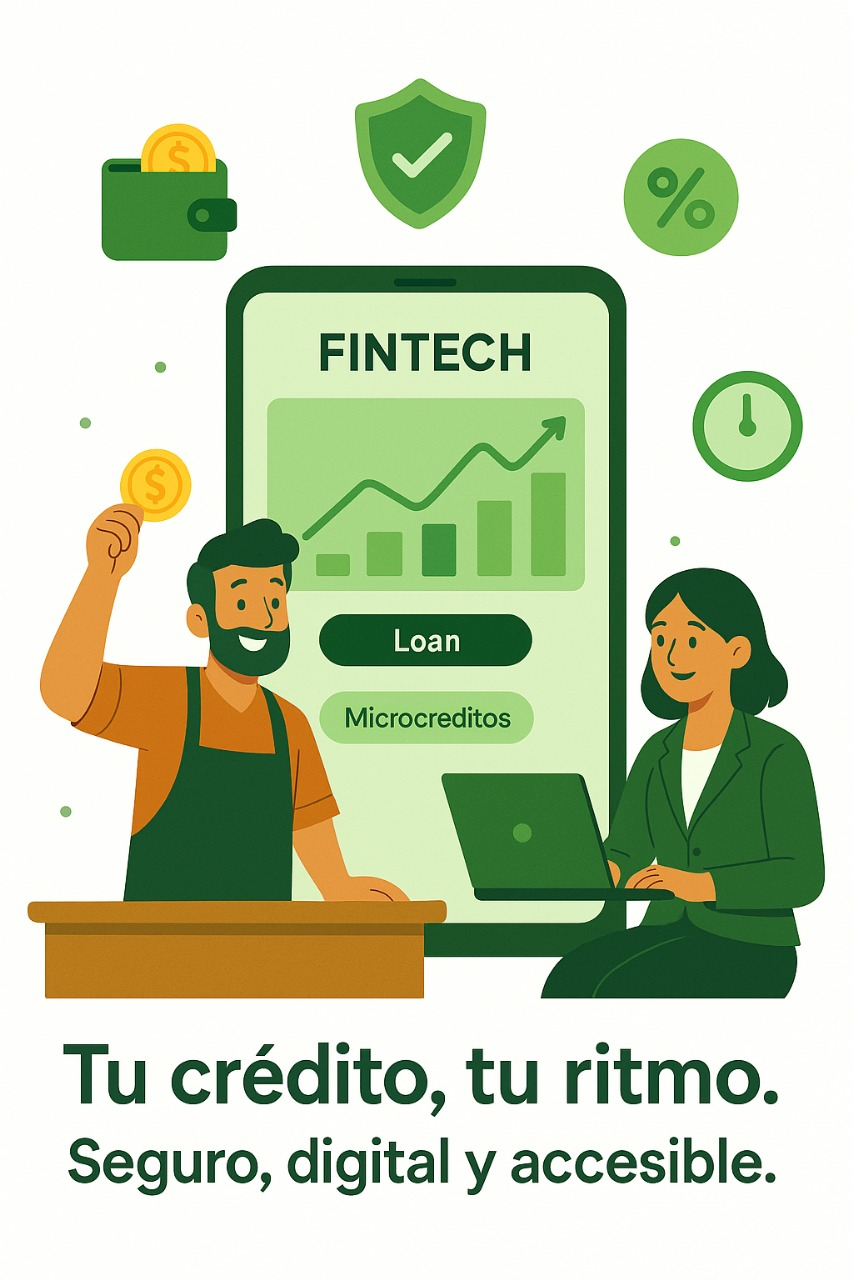 $
$
%
FINTECH
Loan
Microcreditos
Tu crédito, tu ritmo.
Seguro, digital y accesible.